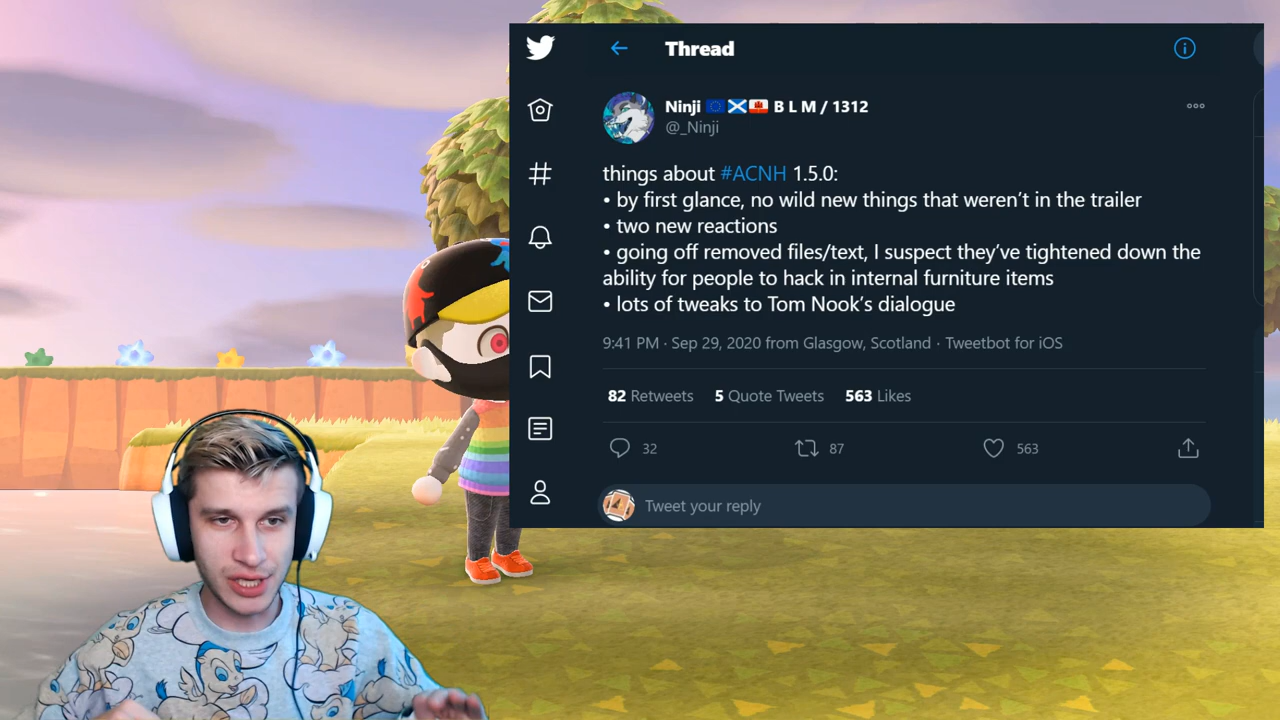 Thread
Ninji 🇪🇺🏴󠁧󠁢󠁳󠁣󠁴󠁿🇬🇮 B L M / 1312
@_Ninji
things about #ACNH 1.5.0:
• by first glance, no wild new things that weren’t in the trailer
• two new reactions
• going off removed files/text, I suspect they’ve tightened down the
ability for people to hack in internal furniture items
• lots of tweaks to Tom Nook’s dialogue
9:41 PM · Sep 29, 2020 from Glasgow, Scotland · Tweetbot for iOS
82 Retweets 5 Quote Tweets 563 Likes
32 87 563
Tweet your reply